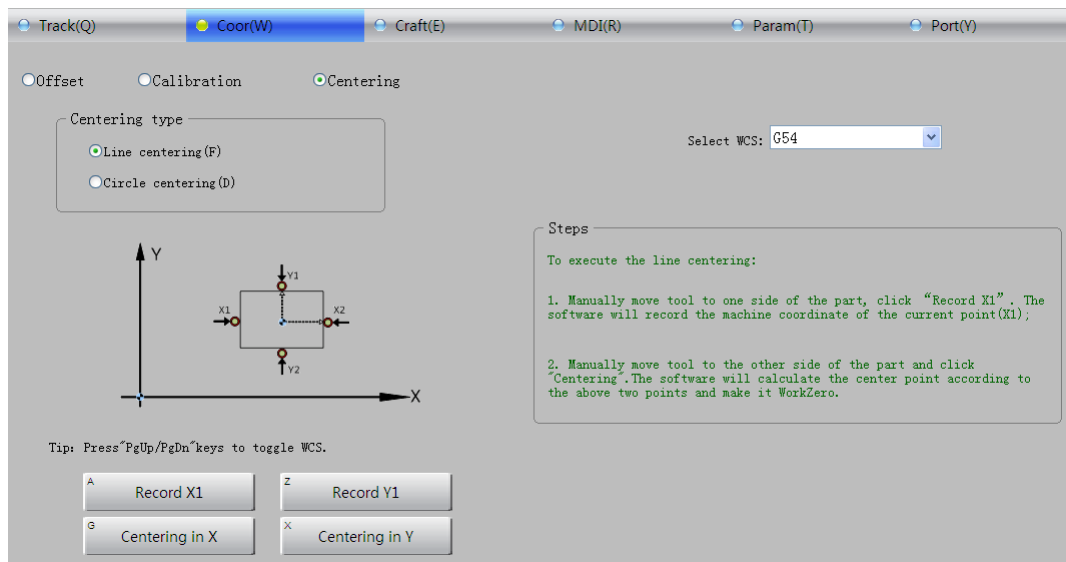 Track(Q) Coor(W) Craft(E) MDI(R) Param(T) Port(Y)
Offset Calibration Centering
Centering type
Line centering(F)
Circle centering(D)
Select WCS: G54
Y
Y1
X1
X2
Y2
X
Steps
To execute the line centering:
1. Manually move tool to one side of the part, click “Record X1”. The
software will record the machine coordinate of the current point(X1);
2. Manually move tool to the other side of the part and click
"Centering".The software will calculate the center point according to
the above two points and make it WorkZero.
Tip: Press"PgUp/PgDn"keys to toggle WCS.
A Record X1
Z Record Y1
G Centering in X
X Centering in Y